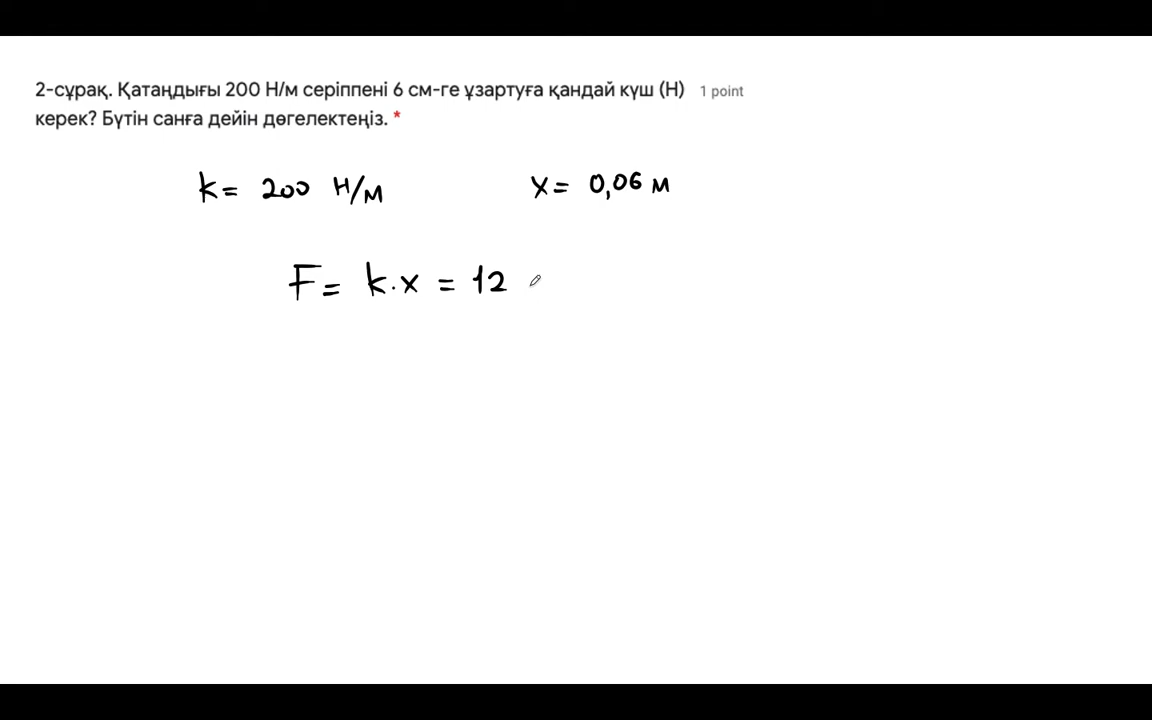 2-сұрақ. Қатаңдығы 200 Н/м серіппені 6 см-ге ұзартуға қандай күш (Н) 1 point
керек? Бүтін санға дейін дөгелектеңіз. *
k = 200 Н/м x = 0,06 м
F = k·x = 12